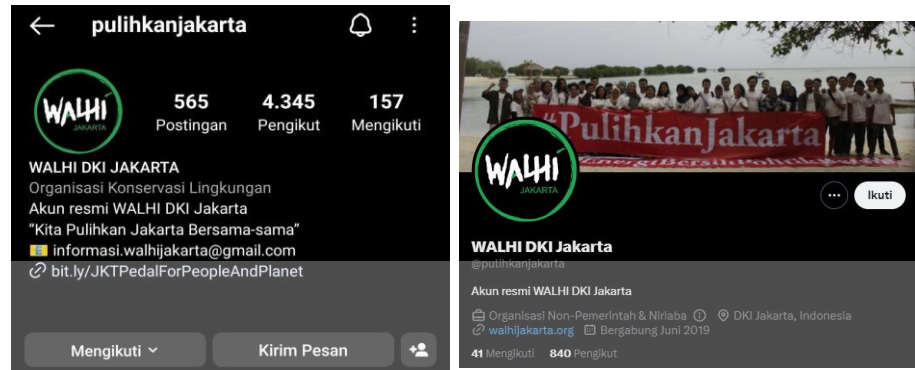 pulihkanjakarta
WALHI
JAKARTA
565 4.345 157
Postingan Pengikut Mengikuti
WALHI DKI JAKARTA
Organisasi Konservasi Lingkungan
Akun resmi WALHI DKI Jakarta
“Kita Pulihkan Jakarta Bersama-sama”
informasi.walhijakarta@gmail.com
bit.ly/JKTPedalForPeopleAndPlanet
Mengikuti
Kirim Pesan
#PulihkanJakarta
WALHI
JAKARTA
Ikuti
WALHI DKI Jakarta
@pulihkanjakarta
Akun resmi WALHI DKI Jakarta
Organisasi Non-Pemerintah & Nirlaba DKI Jakarta, Indonesia
walhijakarta.org Bergabung Juni 2019
41 Mengikuti 840 Pengikut